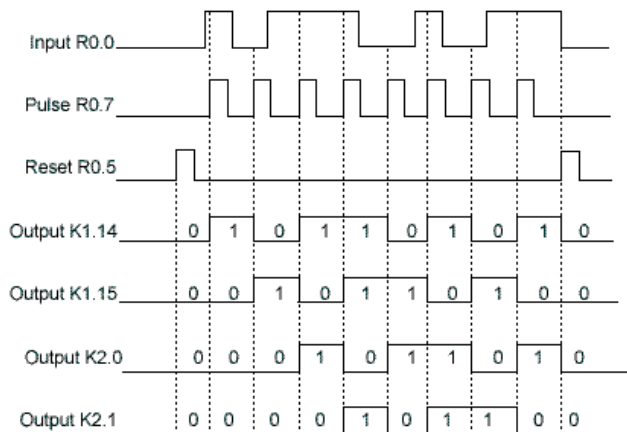 Input R0.0
Pulse R0.7
Reset R0.5
Output K1.14 0 1 0 1 1 0 1 0 1 0
Output K1.15 0 0 1 0 1 1 0 1 0 0
Output K2.0 0 0 0 1 0 1 1 0 1 0
Output K2.1 0 0 0 0 1 0 1 1 0 0